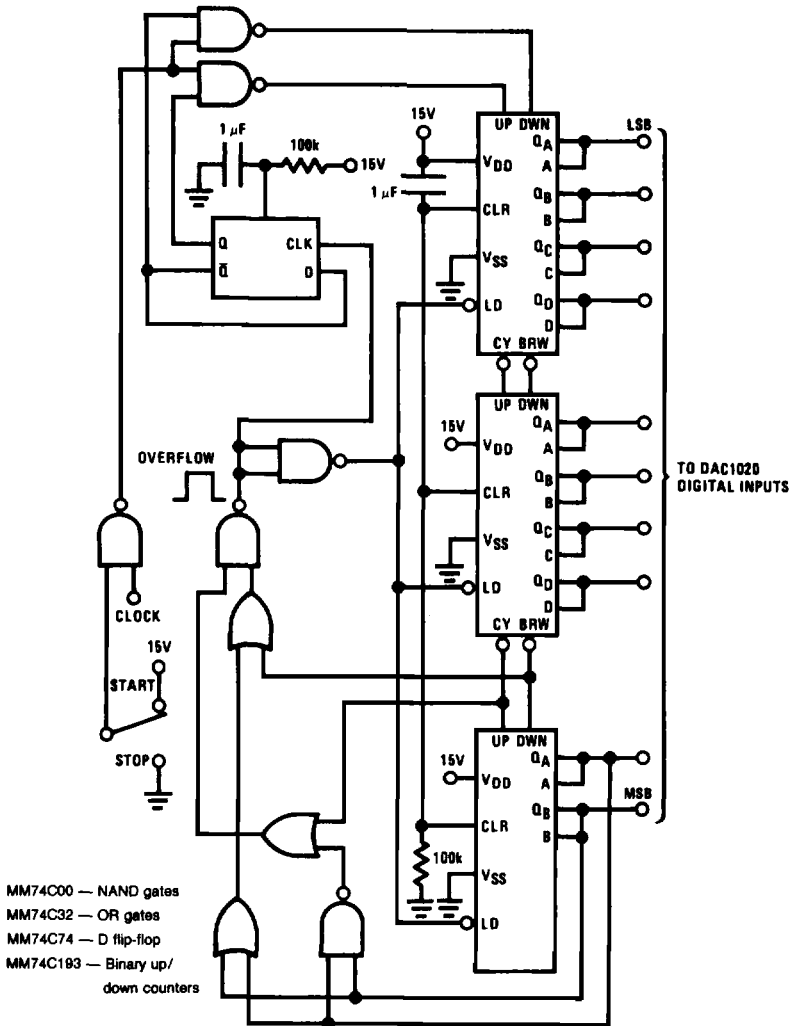 1 μF
100k
15V
Q
CLK
Q̅
D
15V
1 μF
UP DWN
VDD
CLR
VSS
LD
CY BRW
QA
A
QB
B
QC
C
QD
D
LSB
OVERFLOW
CLOCK
15V
START
STOP
15V
UP DWN
VDD
CLR
VSS
LD
CY BRW
QA
A
QB
B
QC
C
QD
D
TO DAC1020
DIGITAL INPUTS
15V
UP DWN
VDD
CLR
VSS
LD
QA
A
QB
B
MSB
100k
MM74C00 — NAND gates
MM74C32 — OR gates
MM74C74 — D flip-flop
MM74C193 — Binary up/
down counters